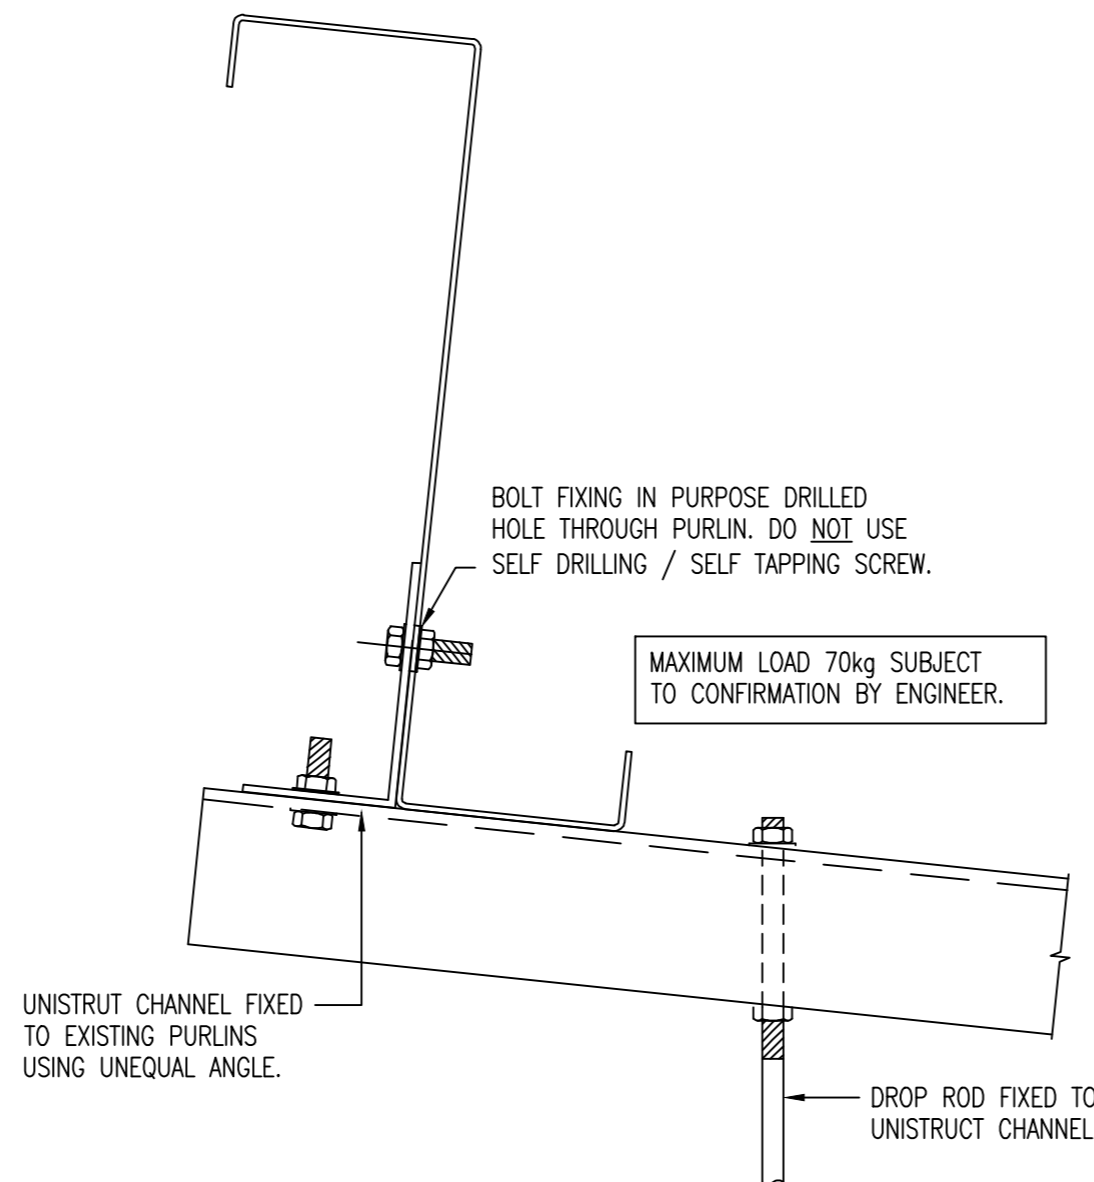 BOLT FIXING IN PURPOSE DRILLED
HOLE THROUGH PURLIN. DO NOT USE
SELF DRILLING / SELF TAPPING SCREW.
MAXIMUM LOAD 70kg SUBJECT
TO CONFIRMATION BY ENGINEER.
UNISTRUT CHANNEL FIXED
TO EXISTING PURLINS
USING UNEQUAL ANGLE.
DROP ROD FIXED TO
UNISTRUCT CHANNEL